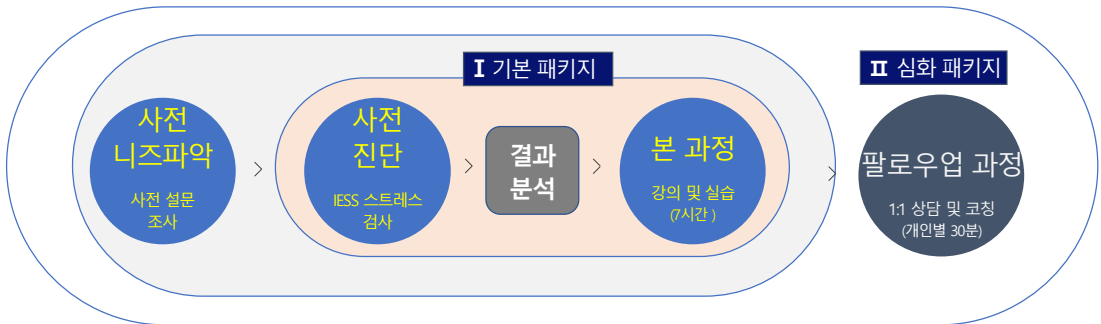 Ⅰ 기본 패키지
Ⅱ 심화 패키지
사전
니즈파악
사전 설문
조사
>
사전
진단
IESS 스트레스
검사
>
결과
분석
>
본 과정
강의 및 실습
(7시간 )
>
팔로우업 과정
1:1 상담 및 코칭
(개인별 30분)